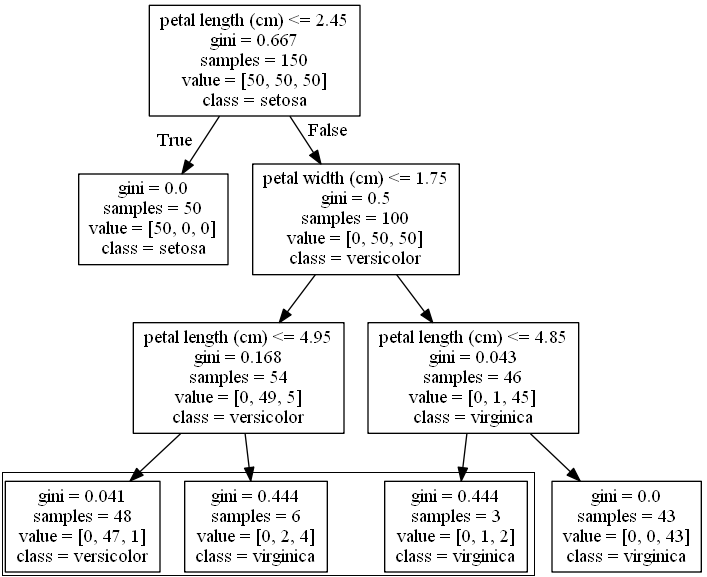 petal length (cm) <= 2.45
gini = 0.667
samples = 150
value = [50, 50, 50]
class = setosa
True
False
gini = 0.0
samples = 50
value = [50, 0, 0]
class = setosa
petal width (cm) <= 1.75
gini = 0.5
samples = 100
value = [0, 50, 50]
class = versicolor
petal length (cm) <= 4.95
gini = 0.168
samples = 54
value = [0, 49, 5]
class = versicolor
petal length (cm) <= 4.85
gini = 0.043
samples = 46
value = [0, 1, 45]
class = virginica
gini = 0.041
samples = 48
value = [0, 47, 1]
class = versicolor
gini = 0.444
samples = 6
value = [0, 2, 4]
class = virginica
gini = 0.444
samples = 3
value = [0, 1, 2]
class = virginica
gini = 0.0
samples = 43
value = [0, 0, 43]
class = virginica